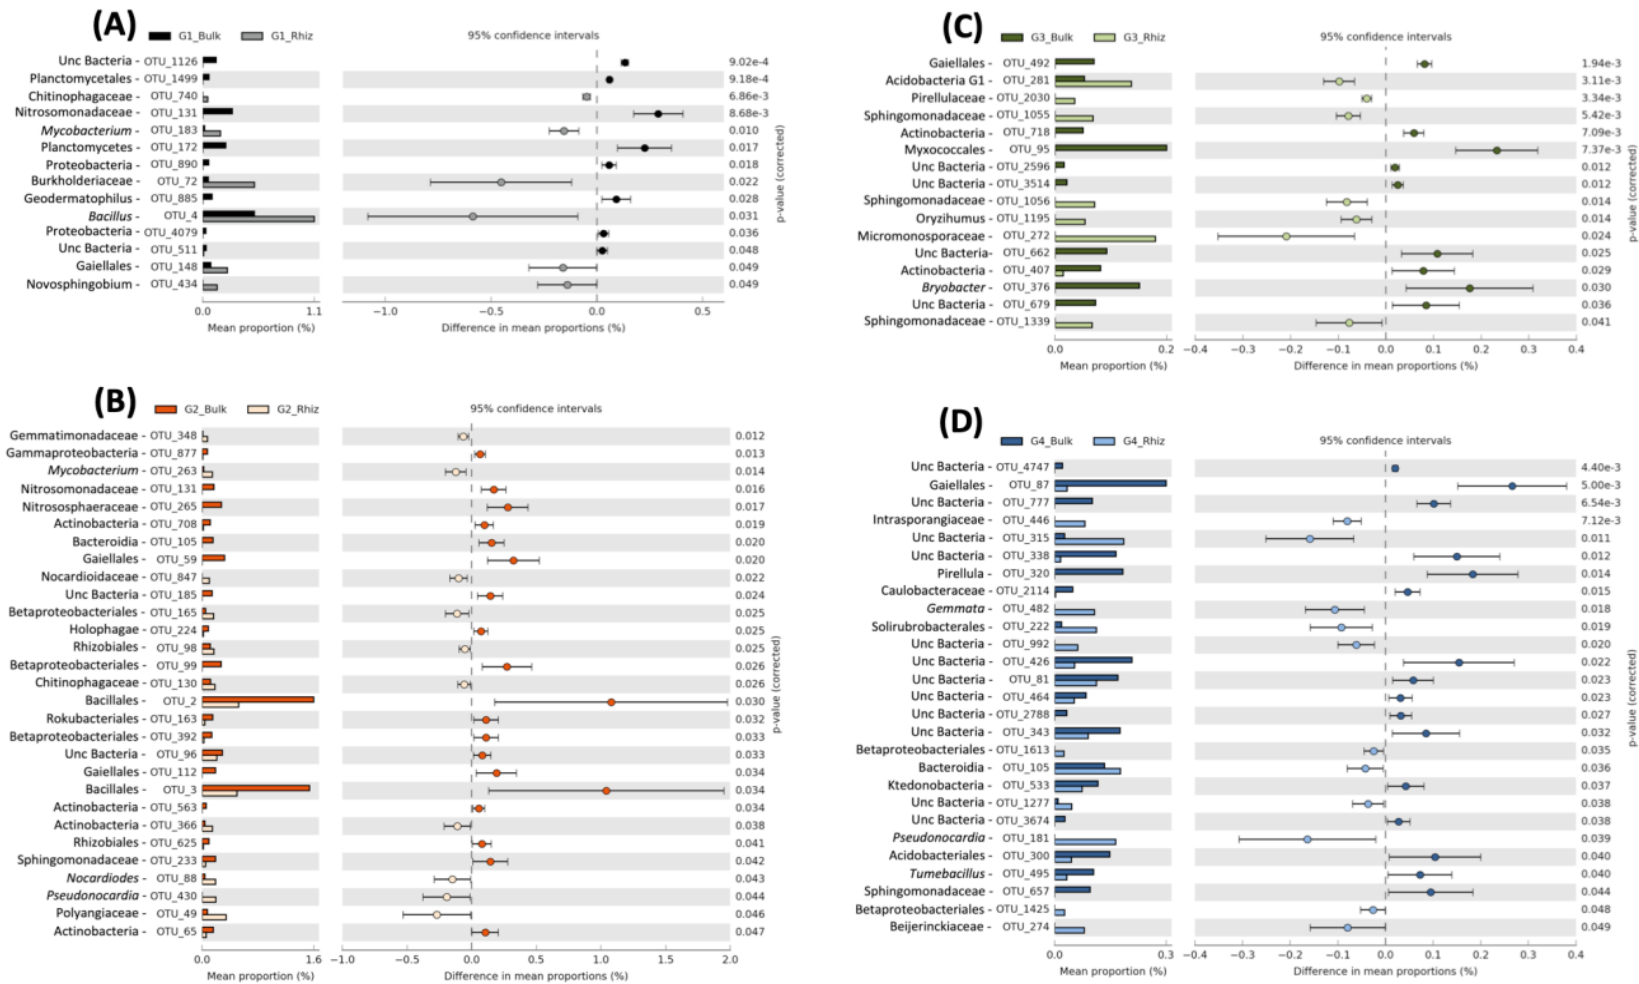 (A)
G1_Bulk G1_Rhiz
95% confidence intervals
Unc Bacteria - OTU_1126 9.02e-4
Planctomycetales - OTU_1499 9.18e-4
Chitinophagaceae - OTU_740 6.86e-3
Nitrosomonadaceae - OTU_131 8.68e-3
Mycobacterium - OTU_183 0.010
Planctomycetes - OTU_172 0.017
Proteobacteria - OTU_890 0.018
Burkholderiaceae - OTU_72 0.022
Geodermatophilus - OTU_885 0.028
Bacillus - OTU_4 0.031
Proteobacteria - OTU_4079 0.036
Unc Bacteria - OTU_511 0.048
Gaiellales - OTU_148 0.049
Novosphingobium - OTU_434 0.049
p-value (corrected)
0.0 1.1 −1.0 −0.5 0.0 0.5
Mean proportion (%) Difference in mean proportions (%)
(B)
G2_Bulk G2_Rhiz
95% confidence intervals
Gemmatimonadaceae - OTU_348 0.012
Gammaproteobacteria - OTU_877 0.013
Mycobacterium - OTU_263 0.014
Nitrosomonadaceae - OTU_131 0.016
Nitrososphaeraceae - OTU_265 0.017
Actinobacteria - OTU_708 0.019
Bacteroidia - OTU_105 0.020
Gaiellales - OTU_59 0.020
Nocardioidaceae - OTU_847 0.022
Unc Bacteria - OTU_185 0.024
Betaproteobacteriales - OTU_165 0.025
Holophagae - OTU_224 0.025
Rhizobiales - OTU_98 0.025
Betaproteobacteriales - OTU_99 0.026
Chitinophagaceae - OTU_130 0.026
Bacillales - OTU_2 0.030
Rokubacteriales - OTU_163 0.032
Betaproteobacteriales - OTU_392 0.033
Unc Bacteria - OTU_96 0.033
Gaiellales - OTU_112 0.034
Bacillales - OTU_3 0.034
Actinobacteria - OTU_563 0.034
Actinobacteria - OTU_366 0.038
Rhizobiales - OTU_625 0.041
Sphingomonadaceae - OTU_233 0.042
Nocardiodes - OTU_88 0.043
Pseudonocardia - OTU_430 0.044
Polyangiaceae - OTU_49 0.046
Actinobacteria - OTU_65 0.047
p-value (corrected)
0.0 1.6 −1.0 −0.5 0.0 0.5 1.0 1.5 2.0
Mean proportion (%) Difference in mean proportions (%)
(C)
G3_Bulk G3_Rhiz
95% confidence intervals
Gaiellales - OTU_492 1.94e-3
Acidobacteria G1 - OTU_281 3.11e-3
Pirellulaceae - OTU_2030 3.34e-3
Sphingomonadaceae - OTU_1055 5.42e-3
Actinobacteria - OTU_718 7.09e-3
Myxococcales - OTU_95 7.37e-3
Unc Bacteria - OTU_2596 0.012
Unc Bacteria - OTU_3514 0.012
Sphingomonadaceae - OTU_1056 0.014
Oryzihumus - OTU_1195 0.014
Micromonosporaceae - OTU_272 0.024
Unc Bacteria- OTU_662 0.025
Actinobacteria - OTU_407 0.029
Bryobacter - OTU_376 0.030
Unc Bacteria - OTU_679 0.036
Sphingomonadaceae - OTU_1339 0.041
p-value (corrected)
0.0 0.2 −0.4 −0.3 −0.2 −0.1 0.0 0.1 0.2 0.3 0.4
Mean proportion (%) Difference in mean proportions (%)
(D)
G4_Bulk G4_Rhiz
95% confidence intervals
Unc Bacteria - OTU_4747 4.40e-3
Gaiellales - OTU_87 5.00e-3
Unc Bacteria - OTU_777 6.54e-3
Intrasporangiaceae - OTU_446 7.12e-3
Unc Bacteria - OTU_315 0.011
Unc Bacteria - OTU_338 0.012
Pirellula - OTU_320 0.014
Caulobacteraceae - OTU_2114 0.015
Gemmata - OTU_482 0.018
Solirubrobacterales - OTU_222 0.019
Unc Bacteria - OTU_992 0.020
Unc Bacteria - OTU_426 0.022
Unc Bacteria - OTU_81 0.023
Unc Bacteria - OTU_464 0.023
Unc Bacteria - OTU_2788 0.027
Unc Bacteria - OTU_343 0.032
Betaproteobacteriales - OTU_1613 0.035
Bacteroidia - OTU_105 0.036
Ktedonobacteria - OTU_533 0.037
Unc Bacteria - OTU_1277 0.038
Unc Bacteria - OTU_3674 0.038
Pseudonocardia - OTU_181 0.039
Acidobacteriales - OTU_300 0.040
Tumebacillus - OTU_495 0.040
Sphingomonadaceae - OTU_657 0.044
Betaproteobacteriales - OTU_1425 0.048
Beijerinckiaceae - OTU_274 0.049
p-value (corrected)
0.0 0.3 −0.4 −0.3 −0.2 −0.1 0.0 0.1 0.2 0.3 0.4
Mean proportion (%) Difference in mean proportions (%)